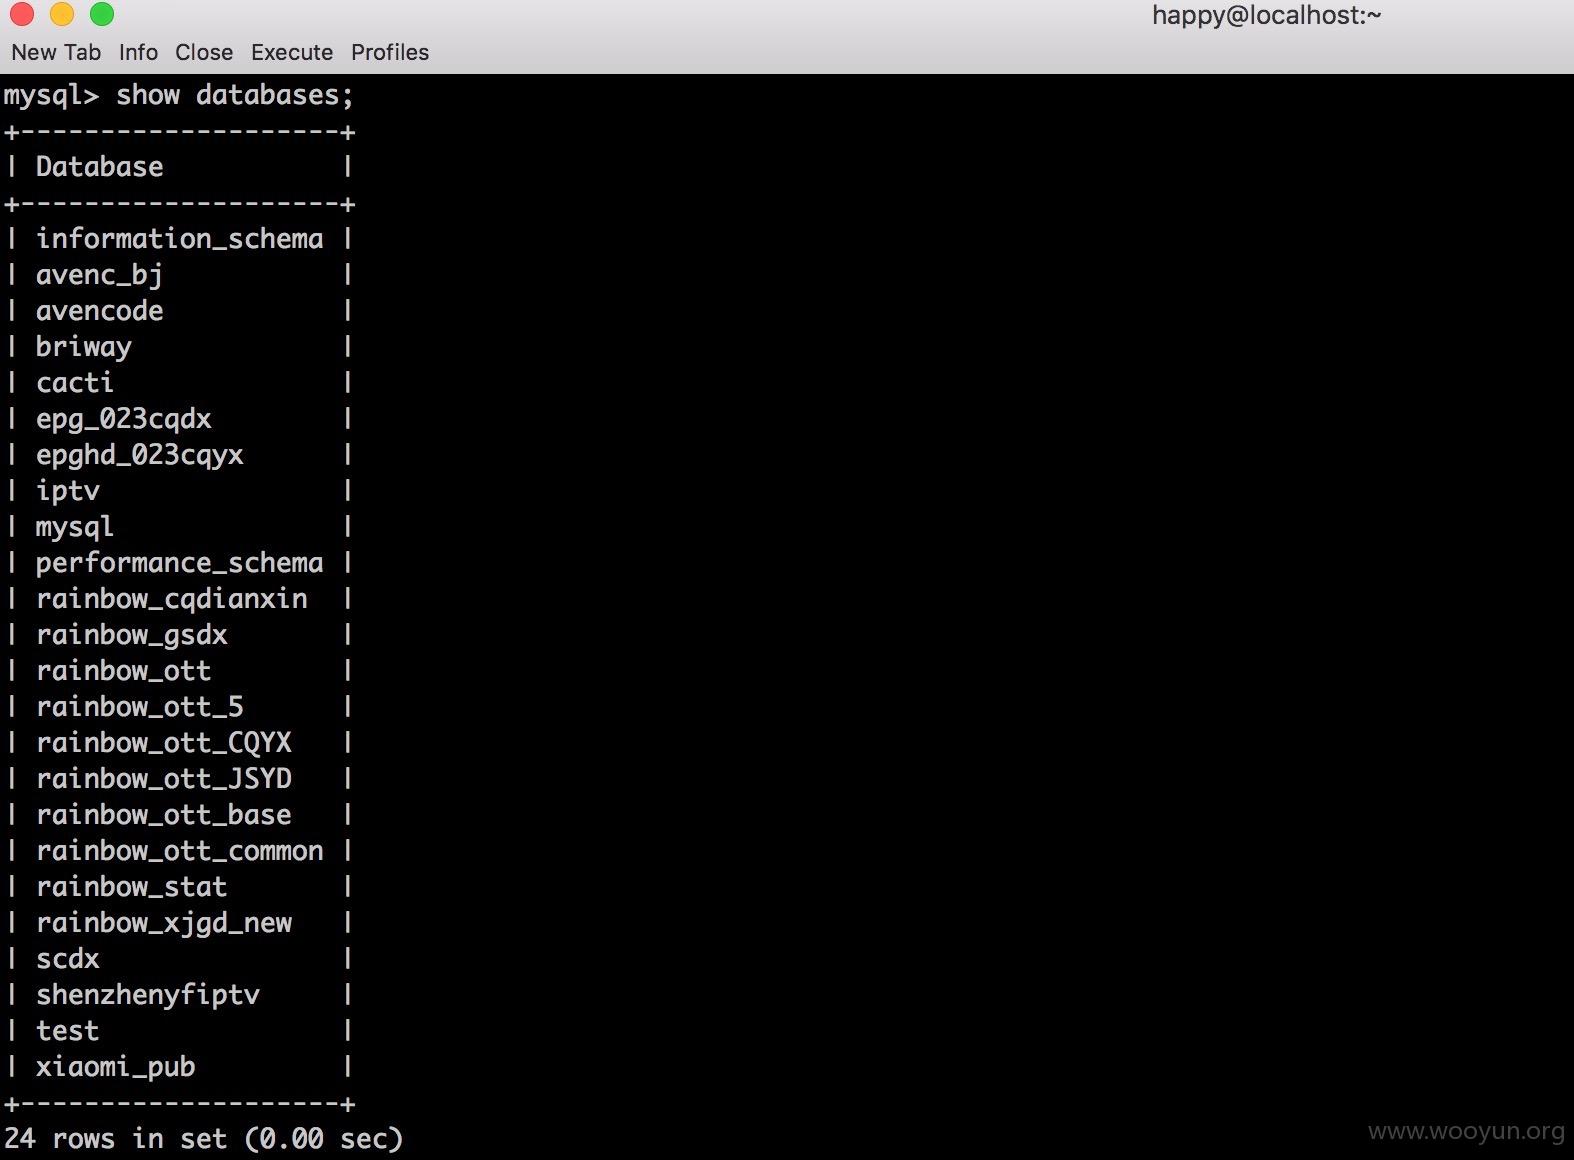 happy@localhost:~
New Tab Info Close Execute Profiles
mysql> show databases;
+--------------------+
| Database           |
+--------------------+
| information_schema |
| avenc_bj           |
| avencode           |
| briway             |
| cacti              |
| epg_023cqdx        |
| epghd_023cqyx      |
| iptv               |
| mysql              |
| performance_schema |
| rainbow_cqdianxin  |
| rainbow_gsdx       |
| rainbow_ott        |
| rainbow_ott_5      |
| rainbow_ott_CQYX   |
| rainbow_ott_JSYD   |
| rainbow_ott_base   |
| rainbow_ott_common |
| rainbow_stat       |
| rainbow_xjgd_new   |
| scdx               |
| shenzhenyfiptv     |
| test               |
| xiaomi_pub         |
+--------------------+
24 rows in set (0.00 sec)
www.wooyun.org